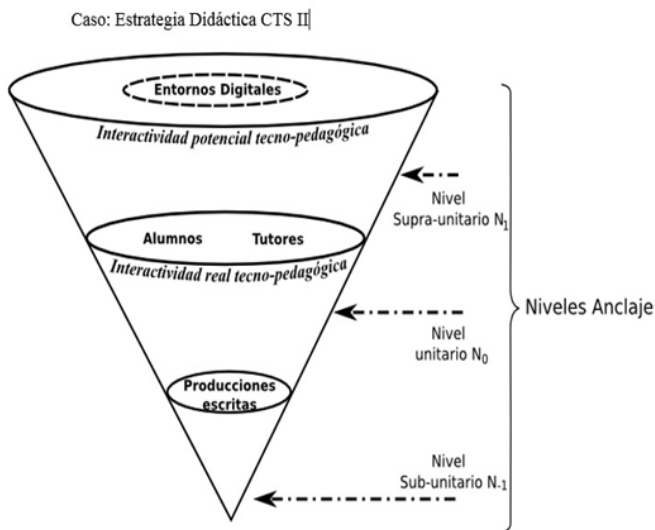 Caso: Estrategia Didáctica CTS II
Entornos Digitales
Interactividad potencial tecno-pedagógica
Nivel
Supra-unitario N1
Alumnos Tutores
Interactividad real tecno-pedagógica
Niveles Anclaje
Nivel
unitario N0
Producciones
escritas
Nivel
Sub-unitario N-1